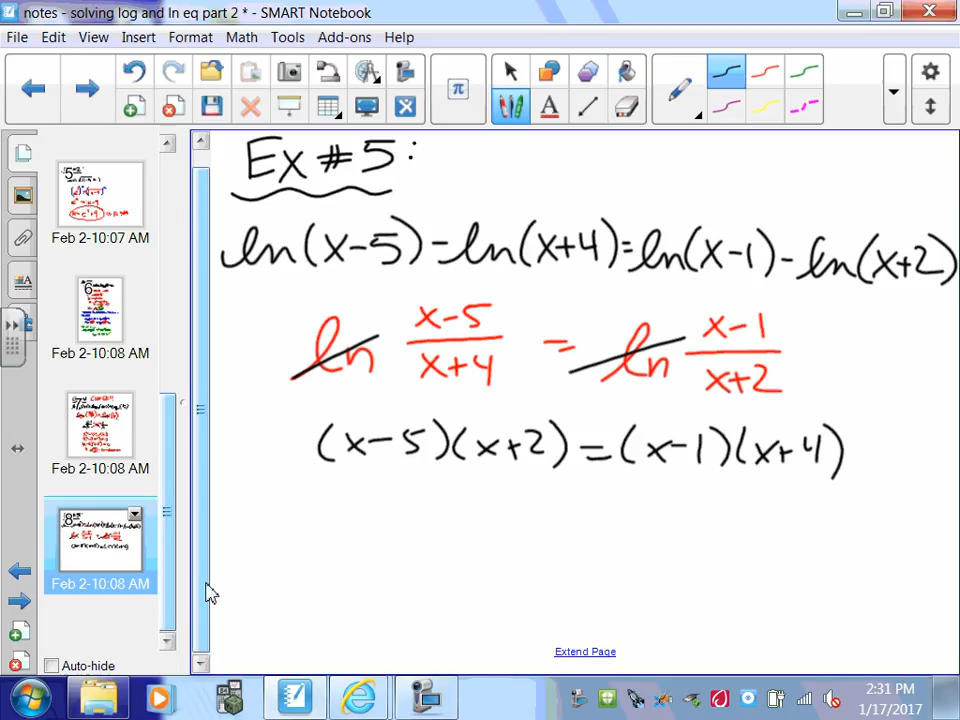 notes - solving log and ln eq part 2 * - SMART Notebook
File Edit View Insert Format Math Tools Add-ons Help
π
A
Ex #5:
ln(x-5) - ln(x+4) = ln(x-1) - ln(x+2)
ln x-5/x+4 = ln x-1/x+2
(x-5)(x+2) = (x-1)(x+4)
5
Feb 2-10:07 AM
6
Feb 2-10:08 AM
Feb 2-10:08 AM
8
Feb 2-10:08 AM
Auto-hide
Extend Page
2:31 PM
1/17/2017